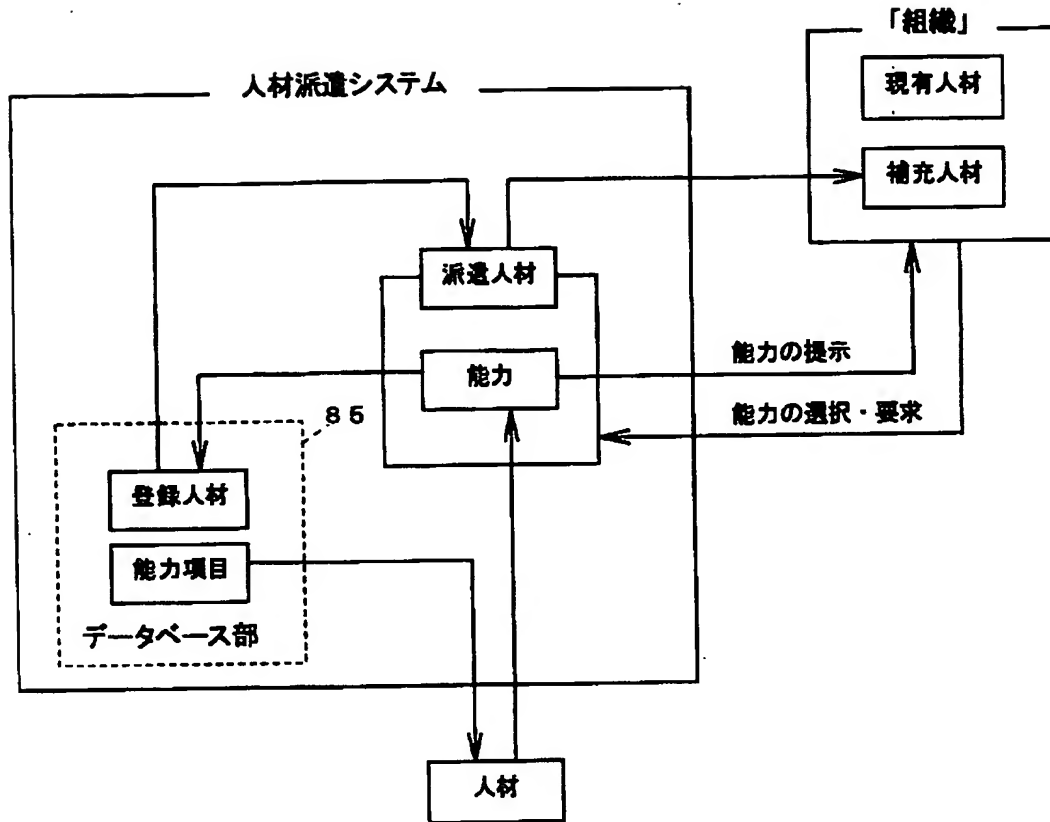 「組織」
人材派遣システム
現有人材
補充人材
派遣人材
能力の提示
能力
能力の選択・要求
85
登録人材
能力項目
データベース部
人材